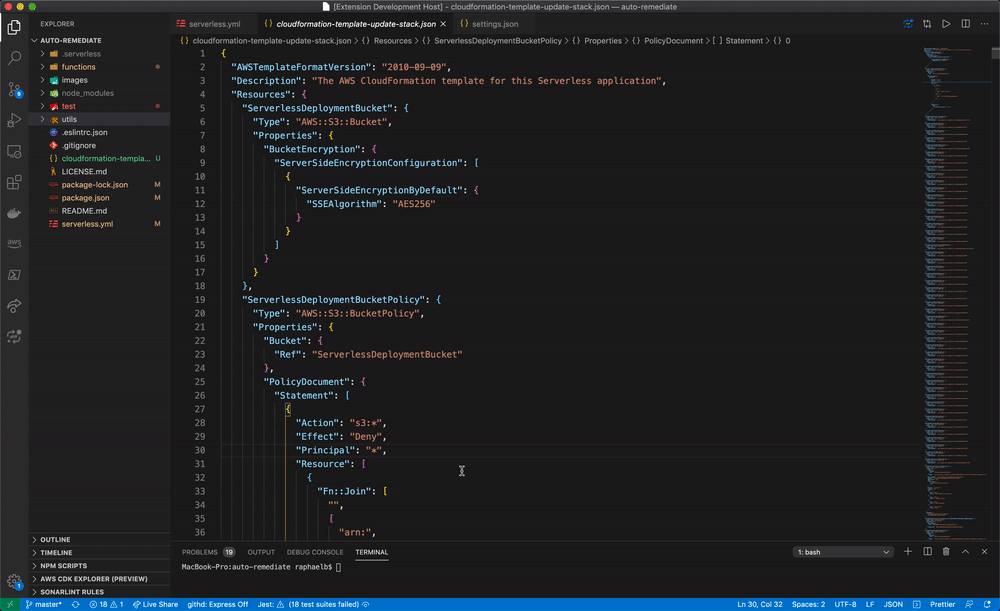 [Extension Development Host] — cloudformation-template-update-stack.json — auto-remediate
EXPLORER
AUTO-REMEDIATE
.serverless
functions
images
node_modules
test
utils
.eslintrc.json
.gitignore
cloudformation-templa... U
LICENSE.md
package-lock.json M
package.json M
README.md
serverless.yml M
OUTLINE
TIMELINE
NPM SCRIPTS
AWS CDK EXPLORER (PREVIEW)
SONARLINT RULES
9
aws
1
serverless.yml
{} cloudformation-template-update-stack.json ×
{} settings.json
{} cloudformation-template-update-stack.json > {} Resources > {} ServerlessDeploymentBucketPolicy > {} Properties > {} PolicyDocument > [ ] Statement > {} 0
1 {
2 "AWSTemplateFormatVersion": "2010-09-09",
3 "Description": "The AWS CloudFormation template for this Serverless application",
4 "Resources": {
5 "ServerlessDeploymentBucket": {
6 "Type": "AWS::S3::Bucket",
7 "Properties": {
8 "BucketEncryption": {
9 "ServerSideEncryptionConfiguration": [
10 {
11 "ServerSideEncryptionByDefault": {
12 "SSEAlgorithm": "AES256"
13 }
14 }
15 ]
16 }
17 }
18 },
19 "ServerlessDeploymentBucketPolicy": {
20 "Type": "AWS::S3::BucketPolicy",
21 "Properties": {
22 "Bucket": {
23 "Ref": "ServerlessDeploymentBucket"
24 },
25 "PolicyDocument": {
26 "Statement": [
27 {
28 "Action": "s3:*",
29 "Effect": "Deny",
30 "Principal": "*",
31 "Resource": [
32 {
33 "Fn::Join": [
34 "",
35 [
36 "arn:",
PROBLEMS 19 OUTPUT DEBUG CONSOLE TERMINAL
1: bash
MacBook-Pro:auto-remediate raphaelb$
master* 18 1 Live Share githd: Express Off Jest: (18 test suites failed) Ln 30, Col 32 Spaces: 2 UTF-8 LF JSON Prettier